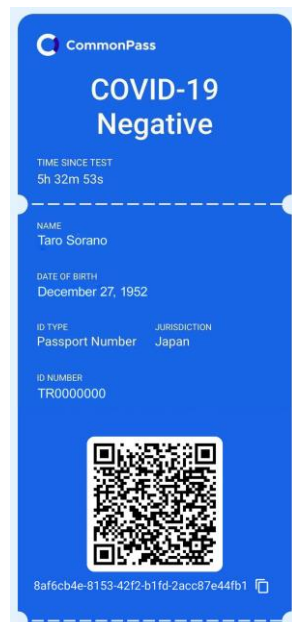 CommonPass
COVID-19
Negative
TIME SINCE TEST
5h 32m 53s
NAME
Taro Sorano
DATE OF BIRTH
December 27, 1952
ID TYPE JURISDICTION
Passport Number Japan
ID NUMBER
TR0000000
8af6cb4e-8153-42f2-b1fd-2acc87e44fb1